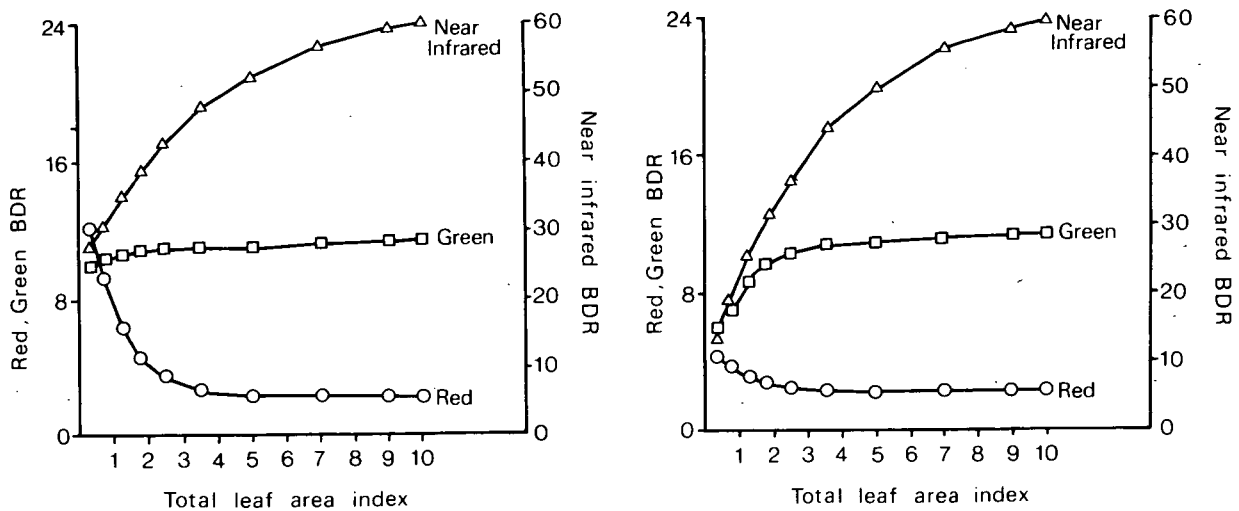 24
16
8
0
Red, Green BDR
Near
Infrared
Green
Red
60
50
40
30
20
10
0
Near infrared BDR
1 2 3 4 5 6 7 8 9 10
Total leaf area index
24
16
8
0
Red, Green BDR
Near
Infrared
Green
Red
60
50
40
30
20
10
0
Near infrared BDR
1 2 3 4 5 6 7 8 9 10
Total leaf area index